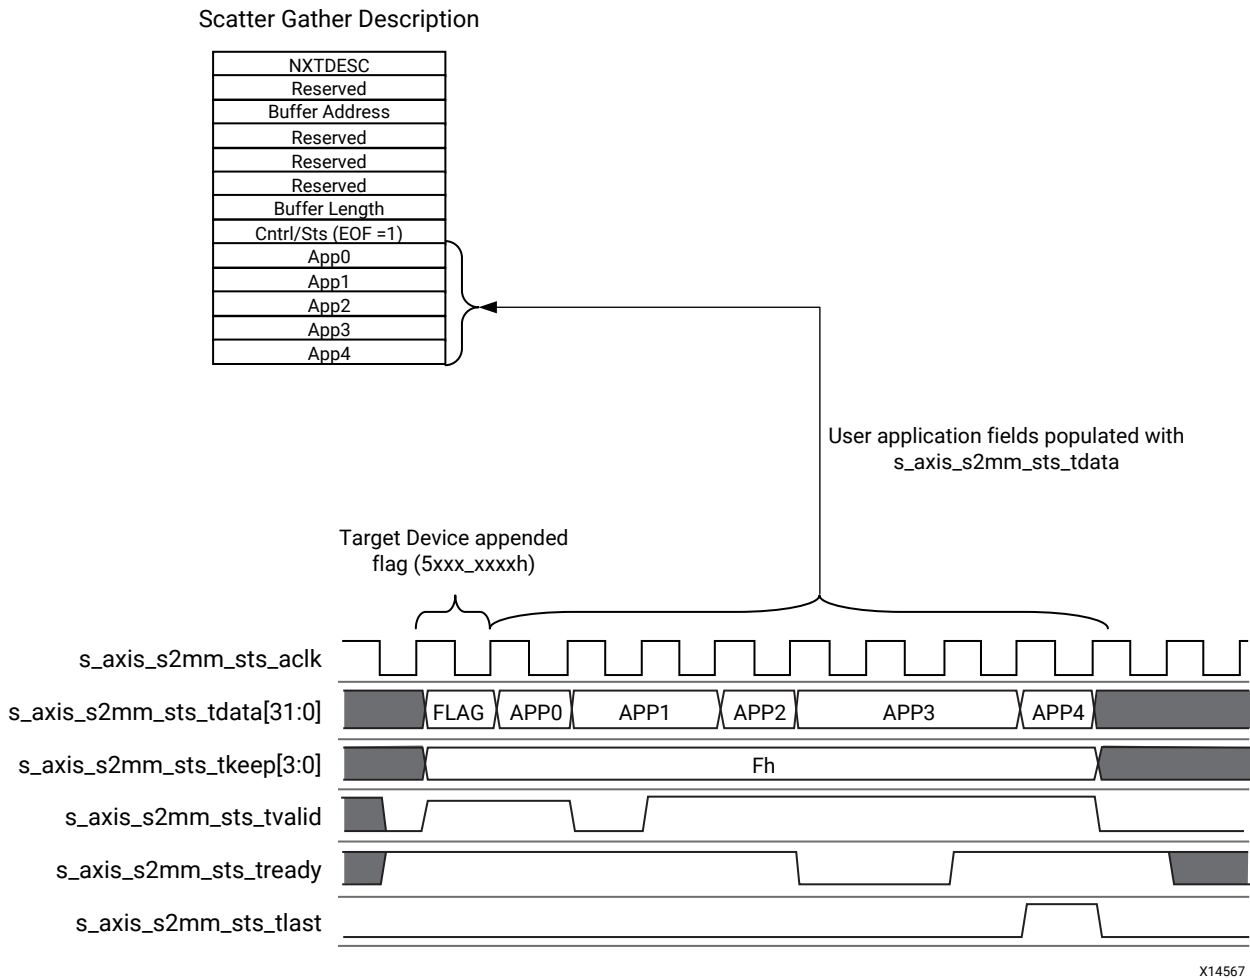 Scatter Gather Description
NXTDESC
Reserved
Buffer Address
Reserved
Reserved
Reserved
Buffer Length
Cntrl/Sts (EOF =1)
App0
App1
App2
App3
App4
User application fields populated with
s_axis_s2mm_sts_tdata
Target Device appended
flag (5xxx_xxxxh)
s_axis_s2mm_sts_aclk
s_axis_s2mm_sts_tdata[31:0]
FLAG APP0 APP1 APP2 APP3 APP4
s_axis_s2mm_sts_tkeep[3:0]
Fh
s_axis_s2mm_sts_tvalid
s_axis_s2mm_sts_tready
s_axis_s2mm_sts_tlast
X14567